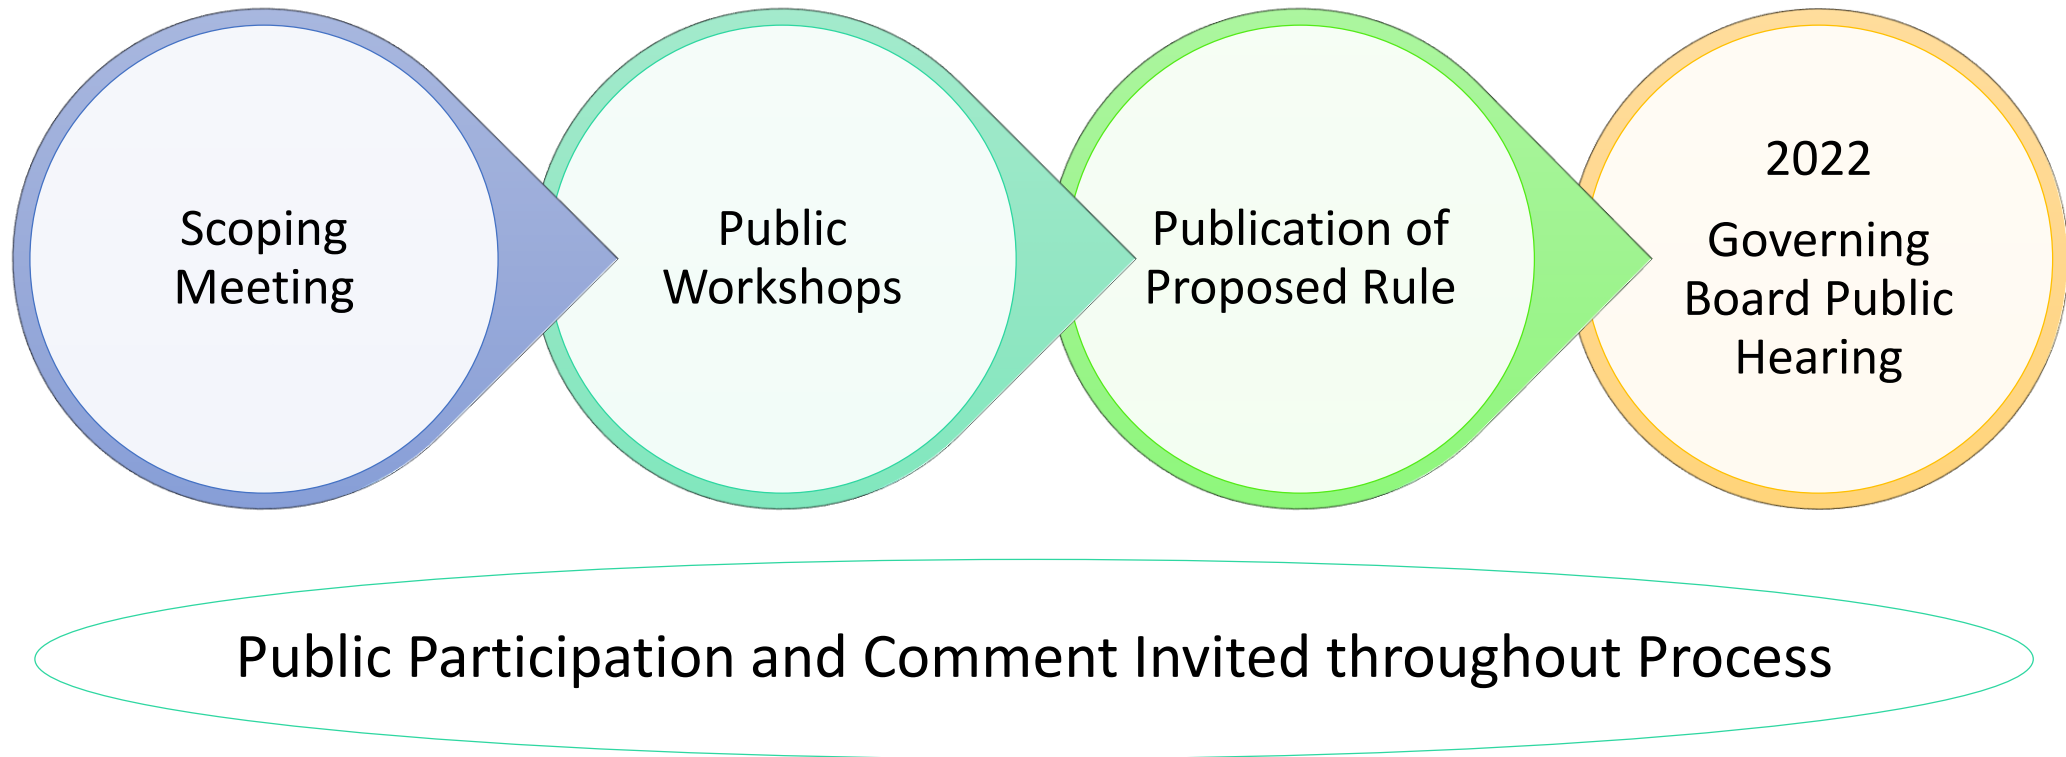 Scoping
Meeting
Public
Workshops
Publication of
Proposed Rule
2022
Governing
Board Public
Hearing
Public Participation and Comment Invited throughout Process